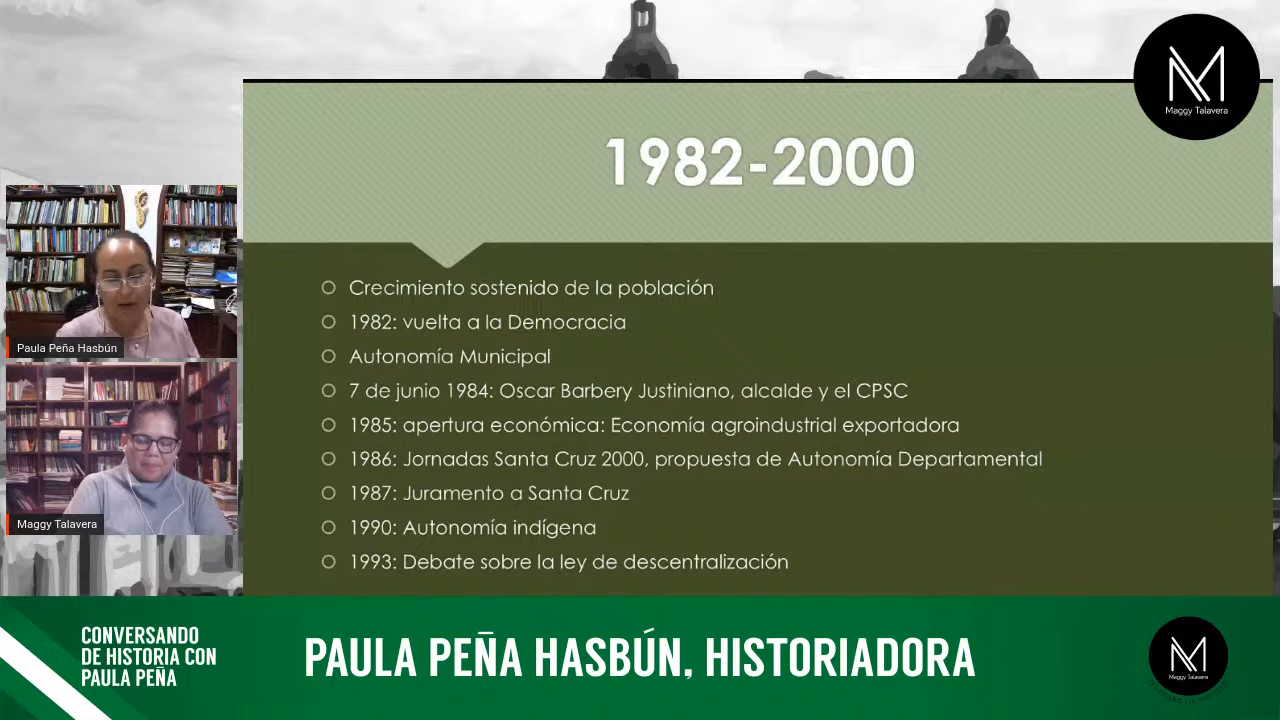 Maggy Talavera
1982-2000
Crecimiento sostenido de la población
1982: vuelta a la Democracia
Autonomía Municipal
7 de junio 1984: Oscar Barbery Justiniano, alcalde y el CPSC
1985: apertura económica: Economía agroindustrial exportadora
1986: Jornadas Santa Cruz 2000, propuesta de Autonomía Departamental
1987: Juramento a Santa Cruz
1990: Autonomía indígena
1993: Debate sobre la ley de descentralización
Paula Peña Hasbún
Maggy Talavera
CONVERSANDO
DE HISTORIA CON
PAULA PEÑA
PAULA PEÑA HASBÚN, HISTORIADORA
Maggy Talavera